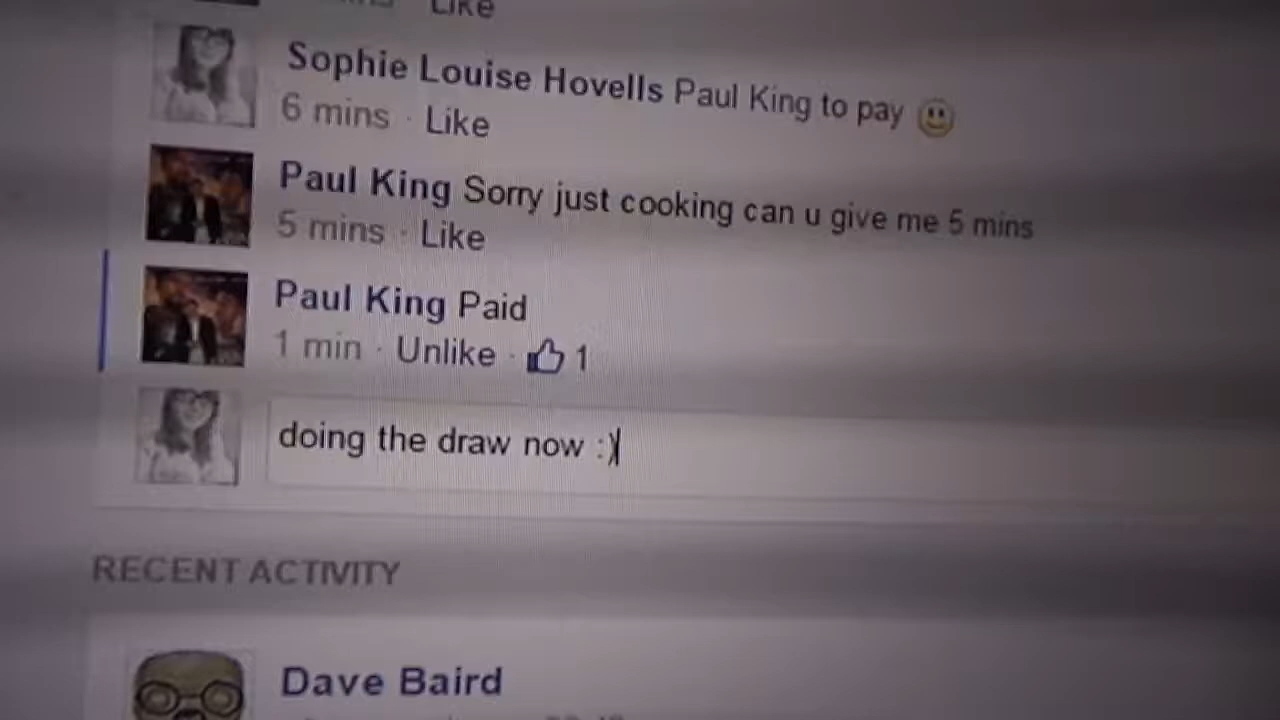 Like
Sophie Louise Hovells Paul King to pay
6 mins · Like
Paul King Sorry just cooking can u give me 5 mins
5 mins · Like
Paul King Paid
1 min · Unlike · 1
doing the draw now :)
RECENT ACTIVITY
Dave Baird